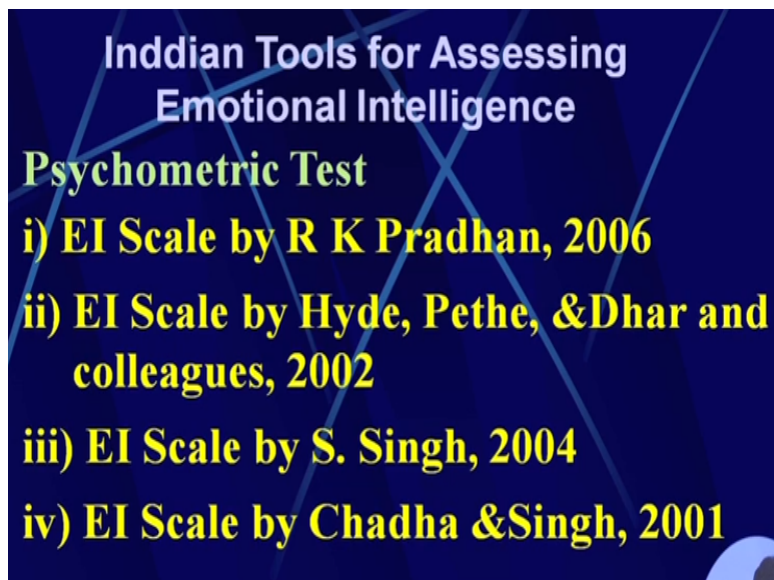 Inddian Tools for Assessing
Emotional Intelligence
Psychometric Test
i) EI Scale by R K Pradhan, 2006
ii) EI Scale by Hyde, Pethe, &Dhar and
colleagues, 2002
iii) EI Scale by S. Singh, 2004
iv) EI Scale by Chadha &Singh, 2001